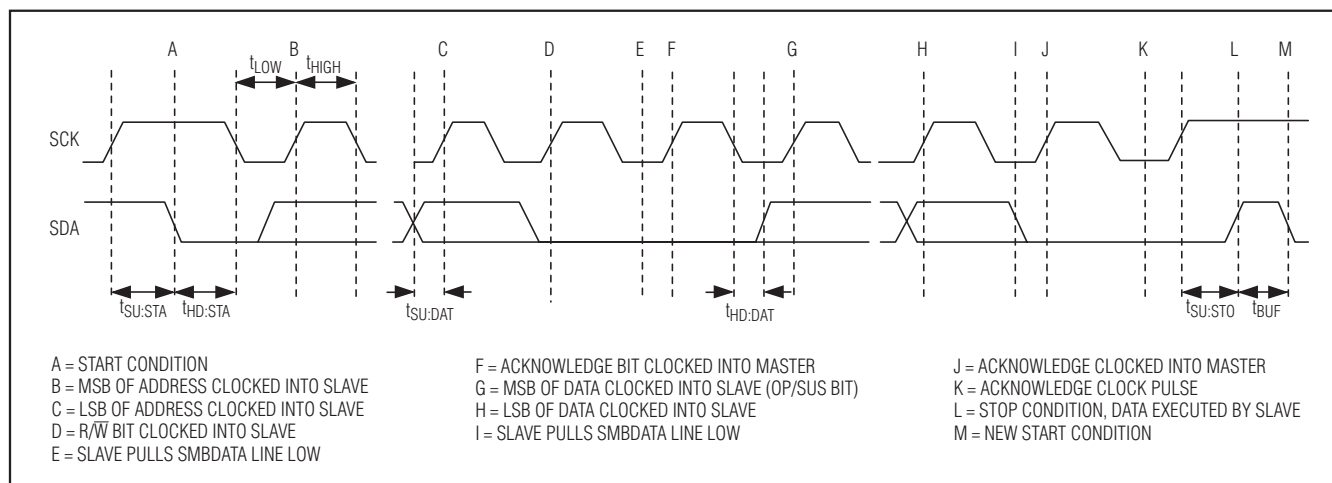 A B C D E F G H I J K L M
tLOW tHIGH
SCK
SDA
tSU:STA tHD:STA tSU:DAT tHD:DAT tSU:STO tBUF
A = START CONDITION
B = MSB OF ADDRESS CLOCKED INTO SLAVE
C = LSB OF ADDRESS CLOCKED INTO SLAVE
D = R/W̅ BIT CLOCKED INTO SLAVE
E = SLAVE PULLS SMBDATA LINE LOW
F = ACKNOWLEDGE BIT CLOCKED INTO MASTER
G = MSB OF DATA CLOCKED INTO SLAVE (OP/SUS BIT)
H = LSB OF DATA CLOCKED INTO SLAVE
I = SLAVE PULLS SMBDATA LINE LOW
J = ACKNOWLEDGE CLOCKED INTO MASTER
K = ACKNOWLEDGE CLOCK PULSE
L = STOP CONDITION, DATA EXECUTED BY SLAVE
M = NEW START CONDITION